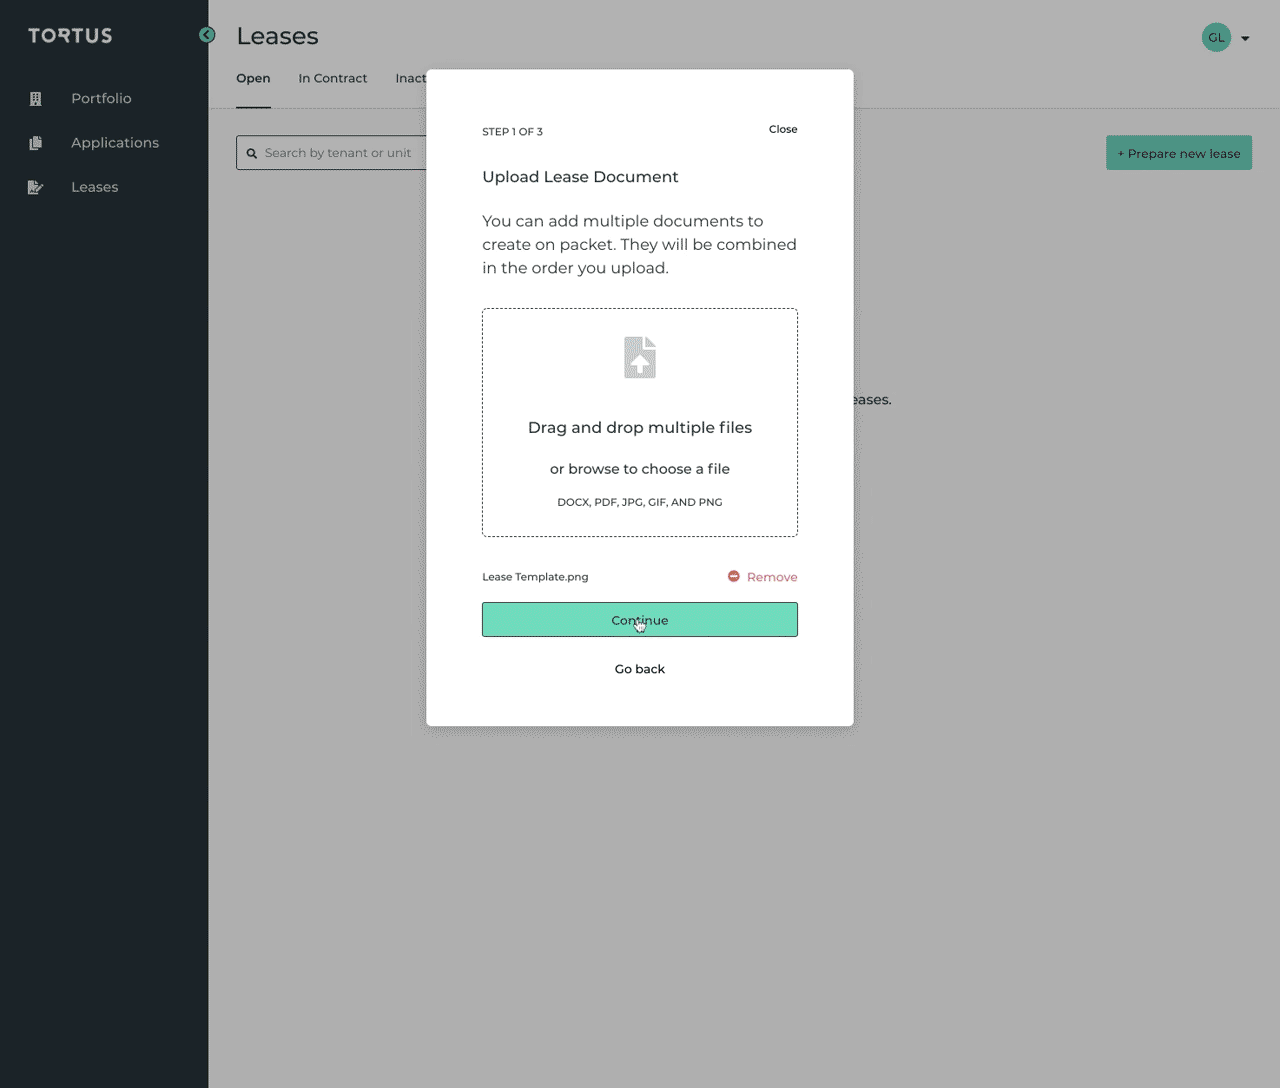 TORTUS
Leases
GL
Portfolio
Applications
Leases
Open
In Contract
Search by tenant or unit
+ Prepare new lease
STEP 1 OF 3
Close
Upload Lease Document
You can add multiple documents to
create on packet. They will be combined
in the order you upload.
Drag and drop multiple files
or browse to choose a file
DOCX, PDF, JPG, GIF, AND PNG
Lease Template.png
Remove
Continue
Go back